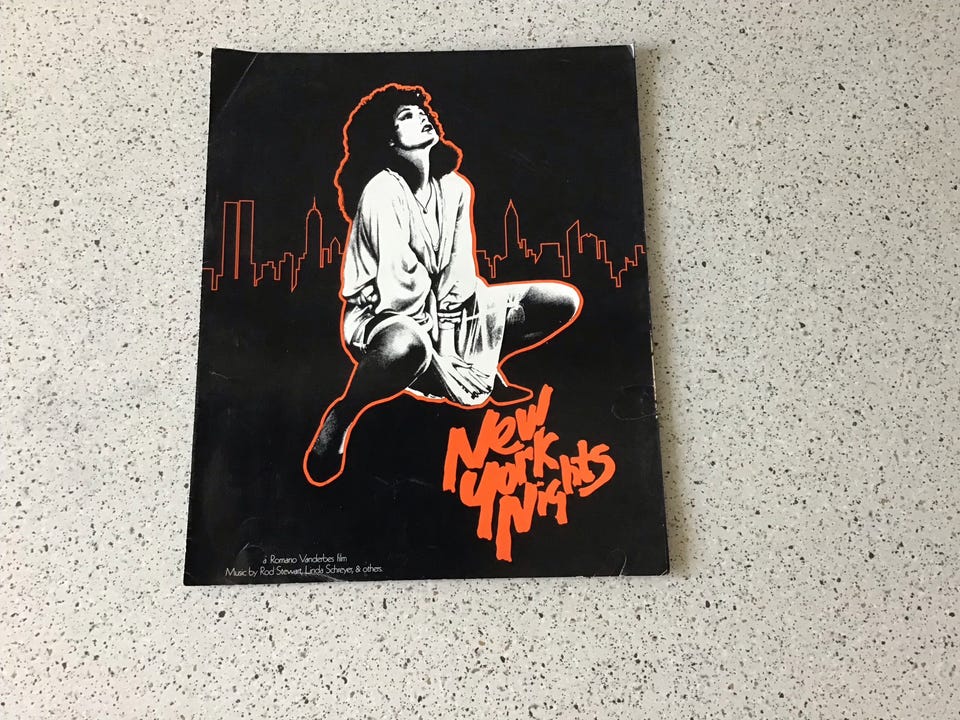 New
York
Nights
a Romano Vanderbes film
Music by Rod Stewart, Linda Schreyer, & others.